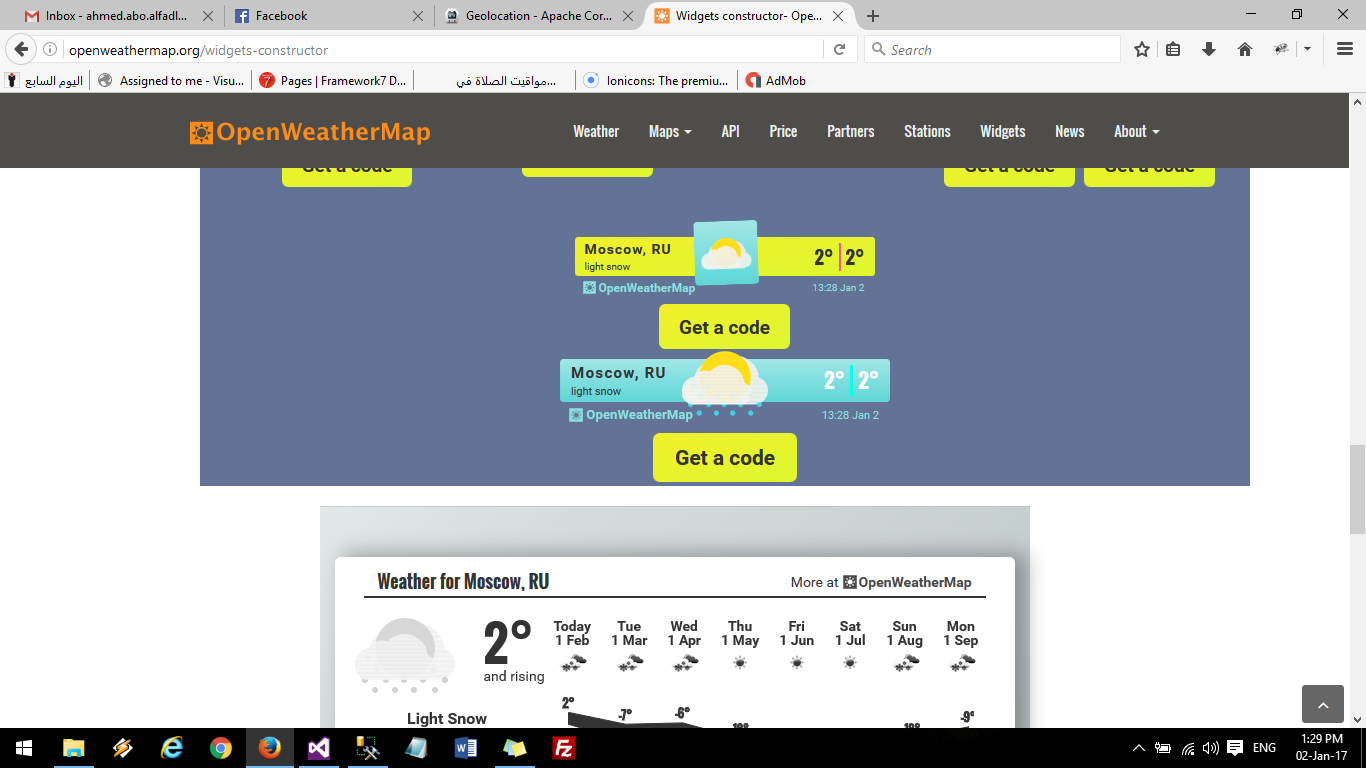 Inbox - ahmed.abo.alfadl...
Facebook
Geolocation - Apache Cor...
Widgets constructor- Ope...
openweathermap.org/widgets-constructor
Search
اليوم السابع
Assigned to me - Visu...
7 Pages | Framework7 D...
مواقيت الصلاة في...
Ionicons: The premiu...
AdMob
OpenWeatherMap
Weather Maps API Price Partners Stations Widgets News About
Get a code Get a code Get a code
Moscow, RU 2° 2°
light snow
OpenWeatherMap 13:28 Jan 2
Get a code
Moscow, RU 2° 2°
light snow
OpenWeatherMap 13:28 Jan 2
Get a code
Weather for Moscow, RU More at OpenWeatherMap
2°
and rising
Light Snow
Today Tue Wed Thu Fri Sat Sun Mon
1 Feb 1 Mar 1 Apr 1 May 1 Jun 1 Jul 1 Aug 1 Sep
2° -7° -6° -9°
ENG
1:29 PM
02-Jan-17